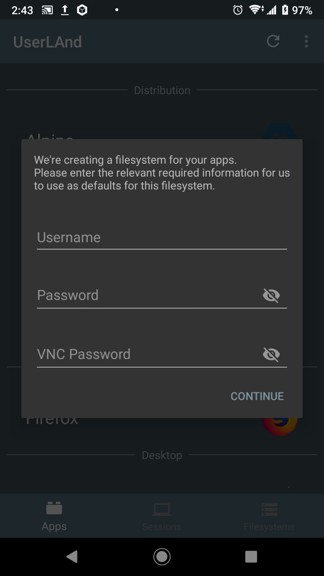 2:43
97%
UserLAnd
Distribution
Alpine
We're creating a filesystem for your apps.
Please enter the relevant required information for us
to use as defaults for this filesystem.
Username
Password
VNC Password
CONTINUE
Firefox
Desktop
Apps
Sessions
Filesystems